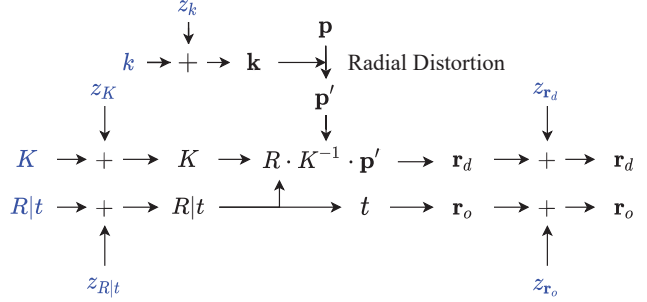 z_k
p
k → + → k → Radial Distortion
z_K
p′
z_{r_d}
K → + → K → R · K^{−1} · p′ → r_d → + → r_d
R|t → + → R|t → t → r_o → + → r_o
z_{R|t}
z_{r_o}